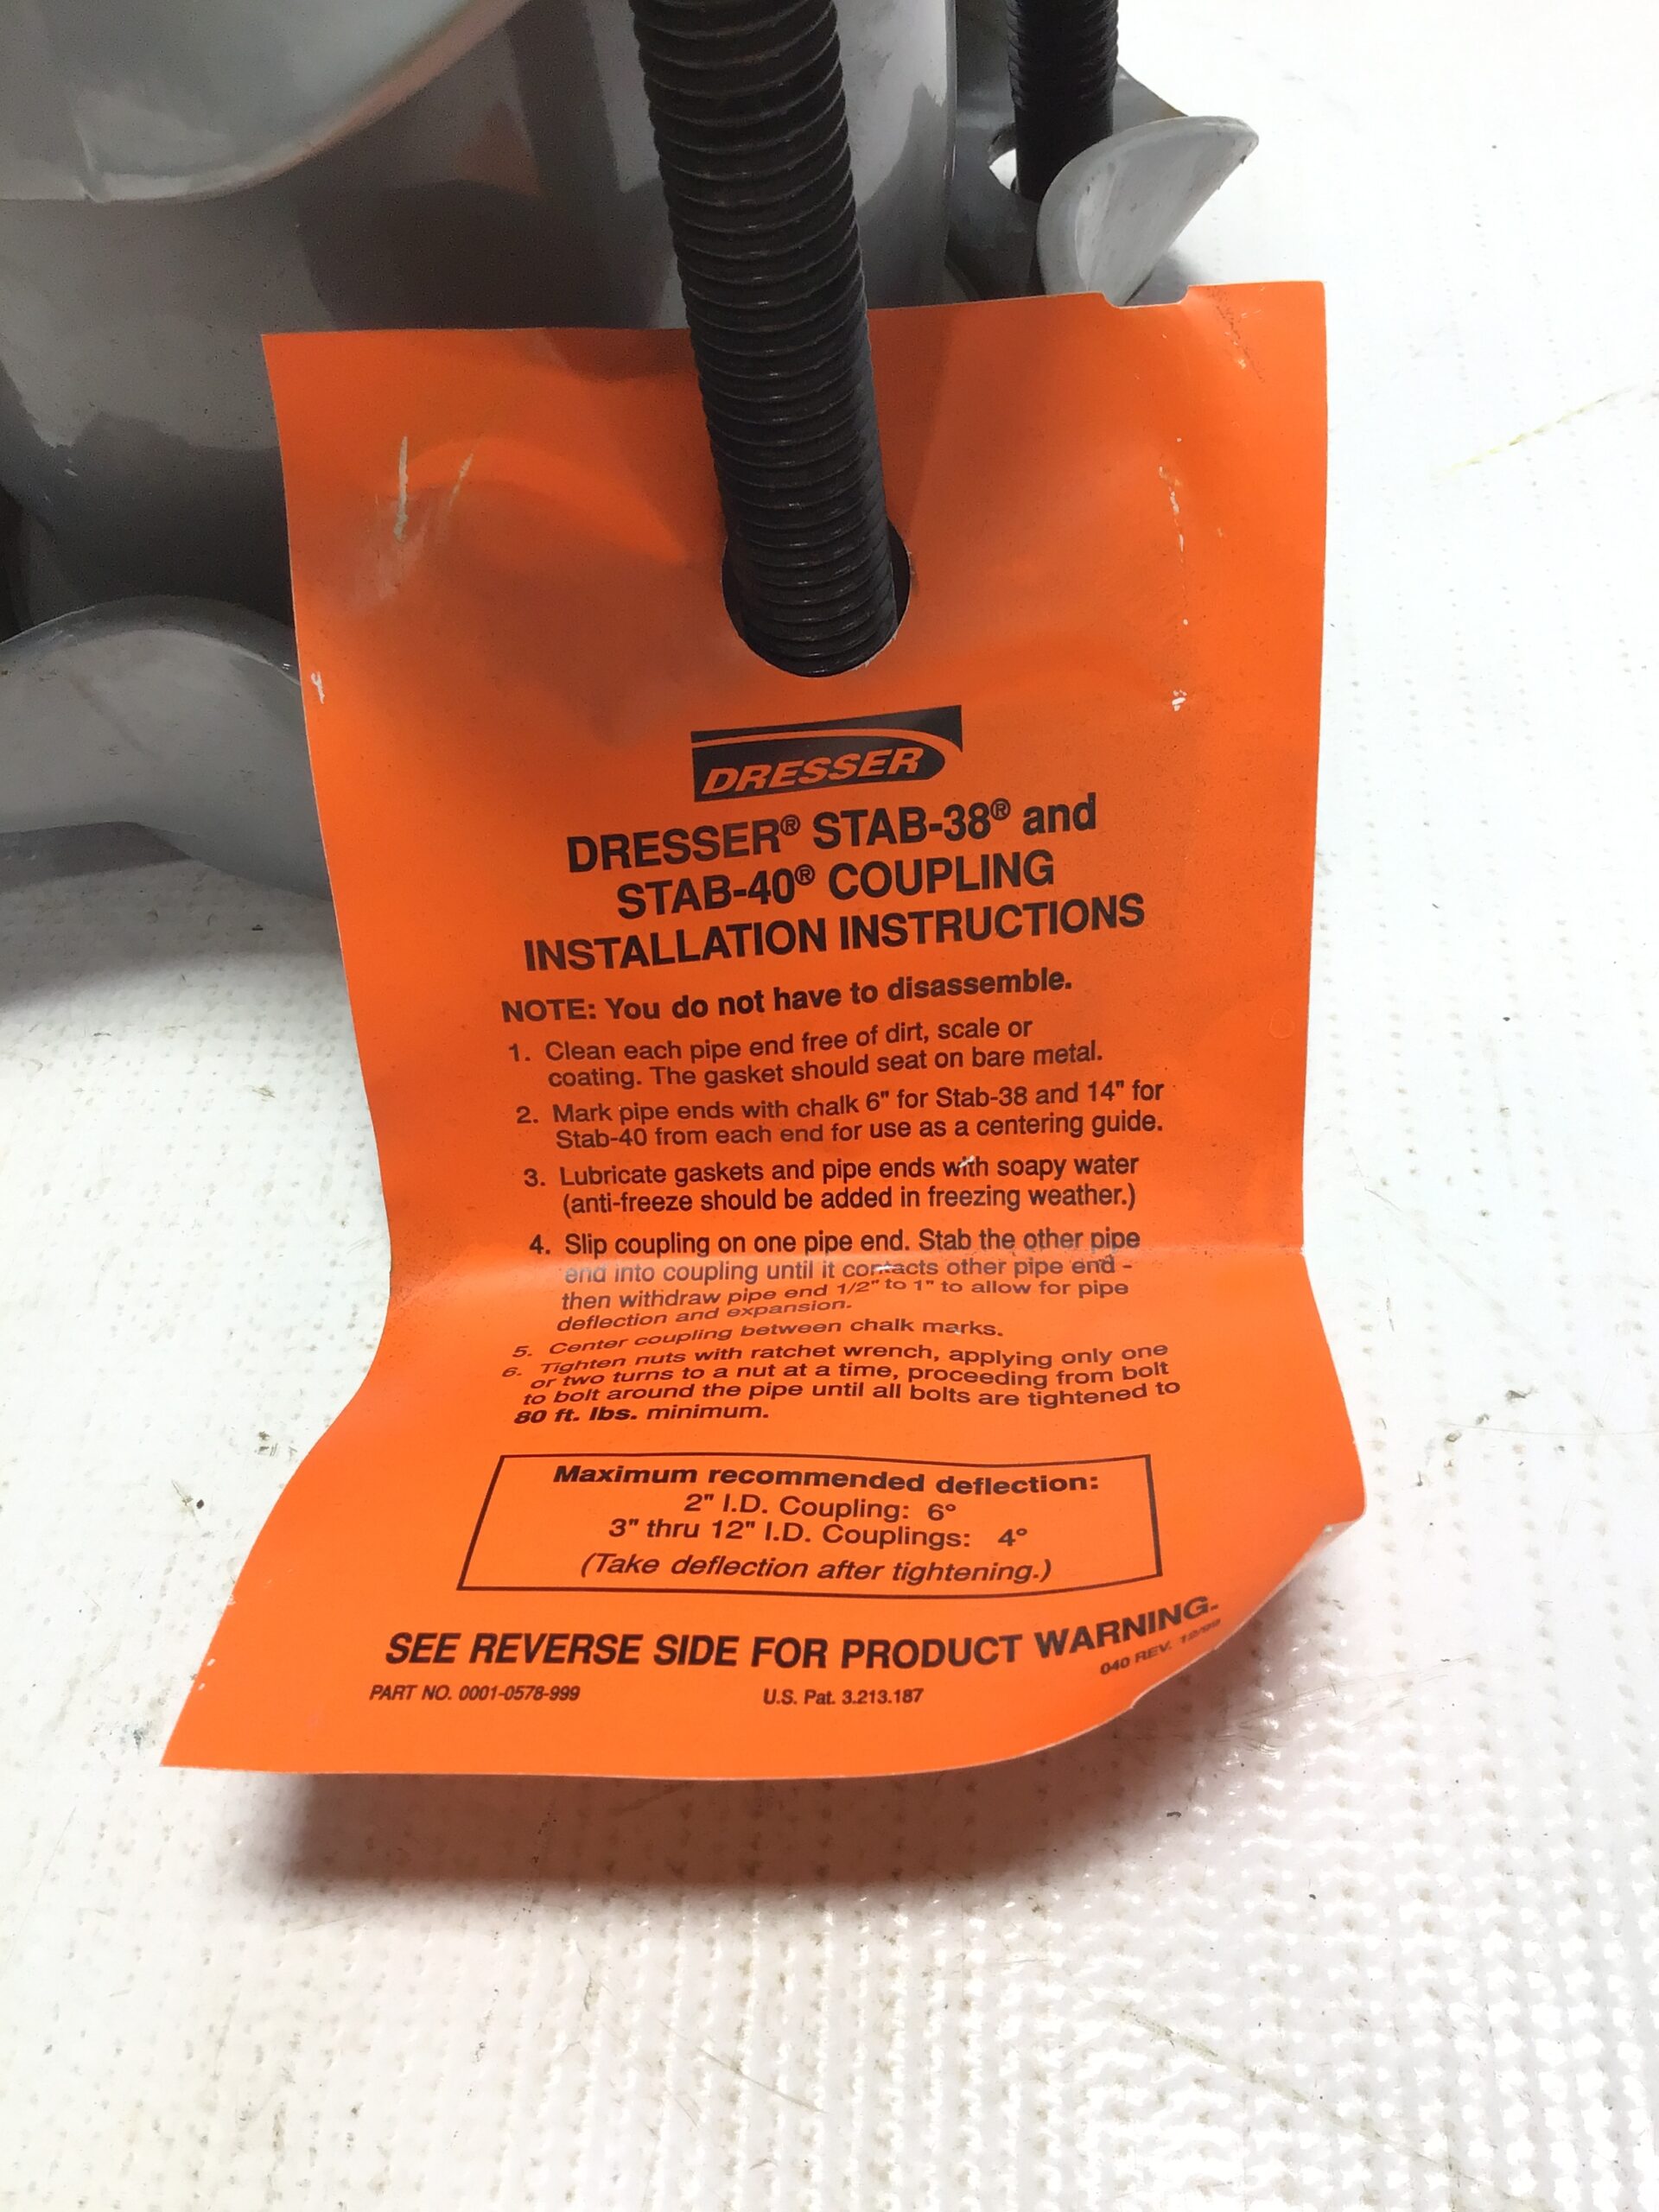 DRESSER
DRESSER® STAB-38® and
STAB-40® COUPLING
INSTALLATION INSTRUCTIONS
NOTE: You do not have to disassemble.
1. Clean each pipe end free of dirt, scale or
coating. The gasket should seat on bare metal.
2. Mark pipe ends with chalk 6" for Stab-38 and 14" for
Stab-40 from each end for use as a centering guide.
3. Lubricate gaskets and pipe ends with soapy water
(anti-freeze should be added in freezing weather.)
4. Slip coupling on one pipe end. Stab the other pipe
end into coupling until it contacts other pipe end -
then withdraw pipe end 1/2" to 1" to allow for pipe
deflection and expansion.
5. Center coupling between chalk marks.
6. Tighten nuts with ratchet wrench, applying only one
or two turns to a nut at a time, proceeding from bolt
to bolt around the pipe until all bolts are tightened to
80 ft. lbs. minimum.
Maximum recommended deflection:
2" I.D. Coupling: 6°
3" thru 12" I.D. Couplings: 4°
(Take deflection after tightening.)
SEE REVERSE SIDE FOR PRODUCT WARNING.
040 REV.
PART NO. 0001-0578-999 U.S. Pat. 3.213.187